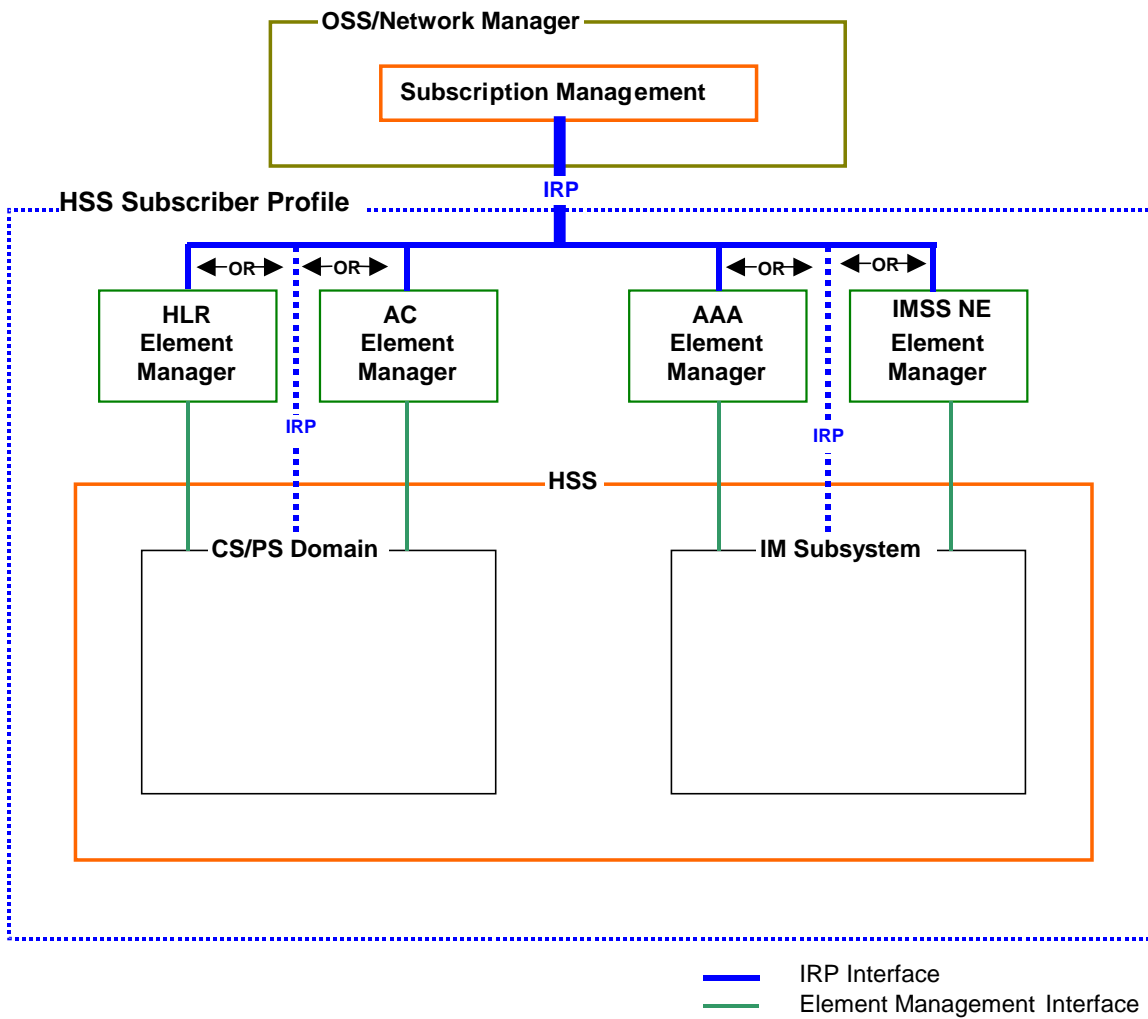 OSS/Network Manager
Subscription Management
IRP
HSS Subscriber Profile
OR
OR
OR
OR
HLR
Element
Manager
AC
Element
Manager
AAA
Element
Manager
IMSS NE
Element
Manager
IRP
IRP
HSS
CS/PS Domain
IM Subsystem
IRP Interface
Element Management Interface